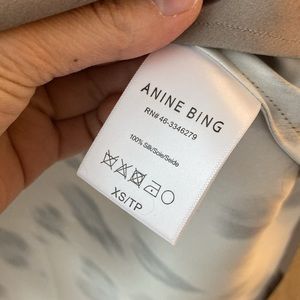 ANINE BING
RN# 46-3346279
100% Silk/Soie/Seide
XS/TP